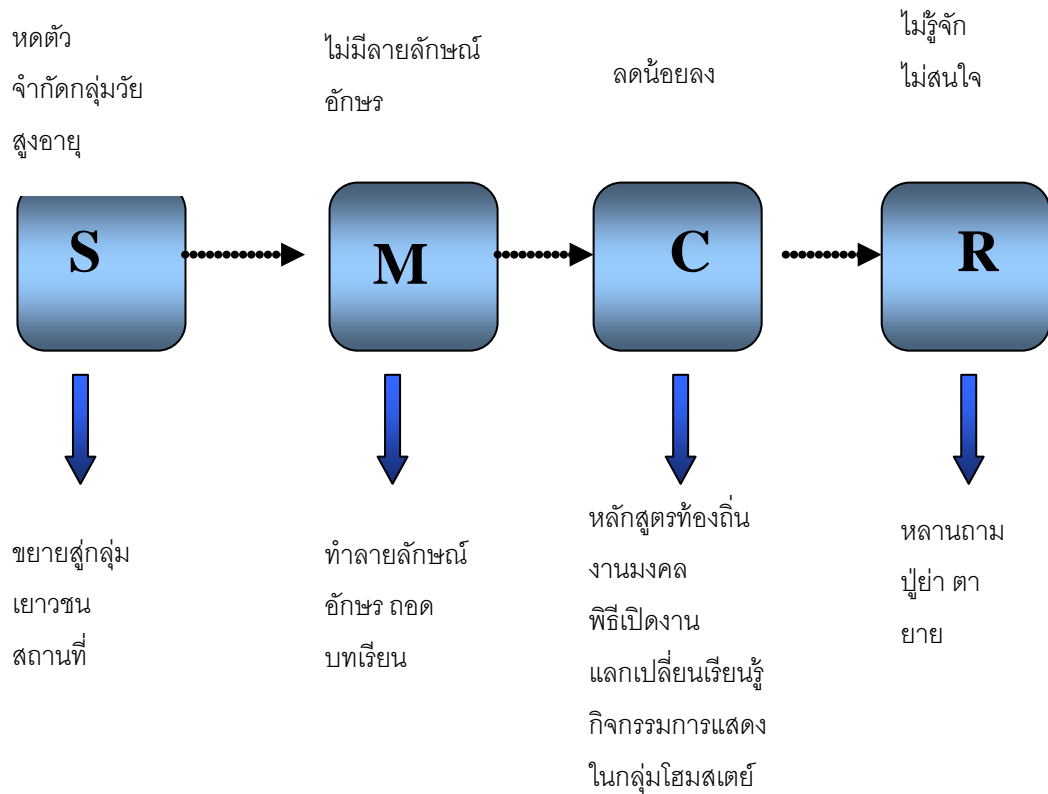 หดตัว
จำกัดกลุ่มวัย
สูงอายุ
ไม่มีลายลักษณ์
อักษร
ลดน้อยลง
ไม่รู้จัก
ไม่สนใจ
S
M
C
R
ขยายสู่กลุ่ม
เยาวชน
สถานที่
ทำลายลักษณ์
อักษร ถอด
บทเรียน
หลักสูตรท้องถิ่น
งานมงคล
พิธีเปิดงาน
แลกเปลี่ยนเรียนรู้
กิจกรรมการแสดง
ในกลุ่มโฮมสเตย์
หลานถาม
ปู่ย่า ตา
ยาย